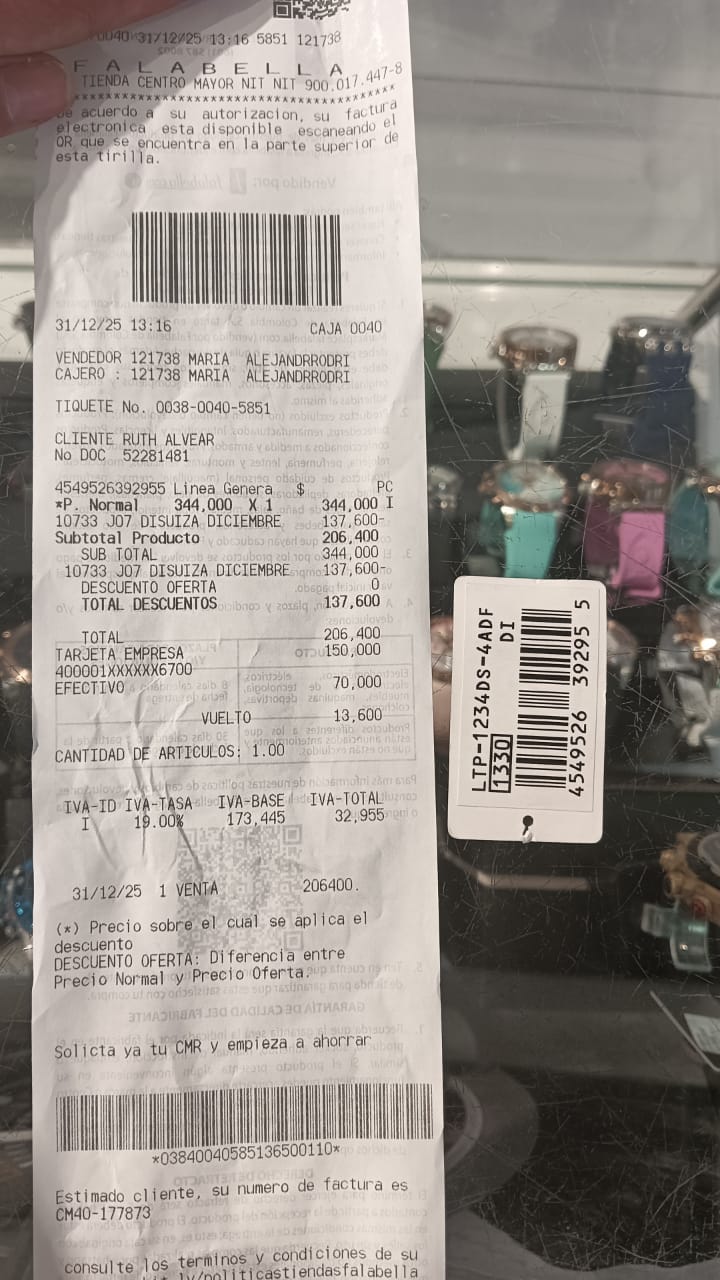 0040 31/12/25 13:16 5851 121738
F A L A B E L L A
TIENDA CENTRO MAYOR NIT NIT 900.017.447-8
****************************************
De acuerdo a su autorizacion, su factura
electronica esta disponible escaneando el
QR que se encuentra en la parte superior de
esta tirilla.
31/12/25 13:16 CAJA 0040
VENDEDOR 121738 MARIA ALEJANDRRODRI
CAJERO : 121738 MARIA ALEJANDRRODRI
TIQUETE No. 0038-0040-5851
CLIENTE RUTH ALVEAR
No DOC 52281481
4549526392955 Linea Genera $ PC
*P. Normal 344,000 X 1 344,000 I
10733 J07 DISUIZA DICIEMBRE 137,600-
Subtotal Producto 206,400
SUB TOTAL 344,000
10733 J07 DISUIZA DICIEMBRE 137,600-
DESCUENTO OFERTA 0
TOTAL DESCUENTOS 137,600
TOTAL 206,400
TARJETA EMPRESA 150,000
400001XXXXXX6700
EFECTIVO 70,000
VUELTO 13,600
CANTIDAD DE ARTICULOS: 1.00
IVA-ID IVA-TASA IVA-BASE IVA-TOTAL
I 19.00% 173,445 32,955
31/12/25 1 VENTA 206400.
(*) Precio sobre el cual se aplica el
descuento
DESCUENTO OFERTA: Diferencia entre
Precio Normal y Precio Oferta.
Solicta ya tu CMR y empieza a ahorrar
*03840040585136500110*
Estimado cliente, su numero de factura es
CM40-177873
consulte los terminos y condiciones de su
ly/politicastiendasfalabella
LTP-1234DS-4ADF
DI
1330
4549526 39295 5